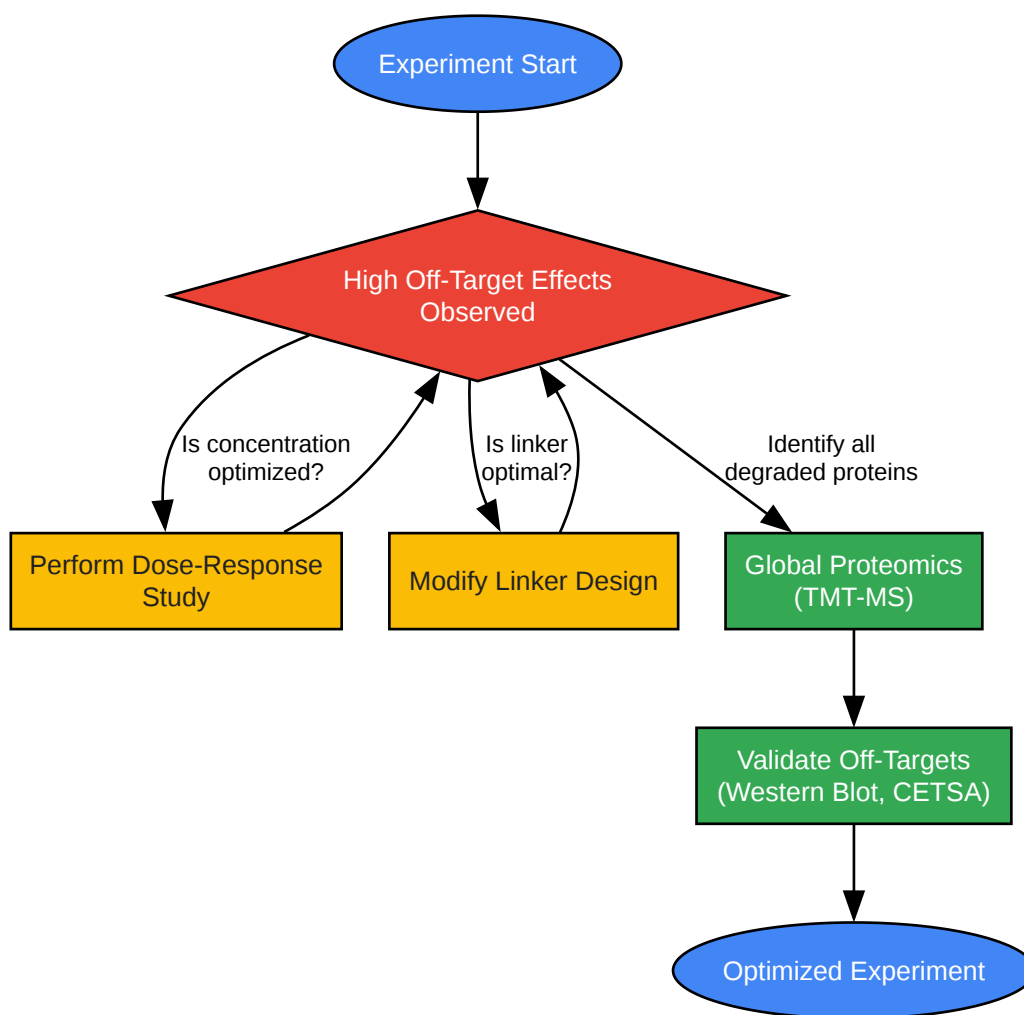 Experiment Start
High Off-Target Effects
Observed
Is concentration
optimized?
Is linker
optimal?
Identify all
degraded proteins
Perform Dose-Response
Study
Modify Linker Design
Global Proteomics
(TMT-MS)
Validate Off-Targets
(Western Blot, CETSA)
Optimized Experiment